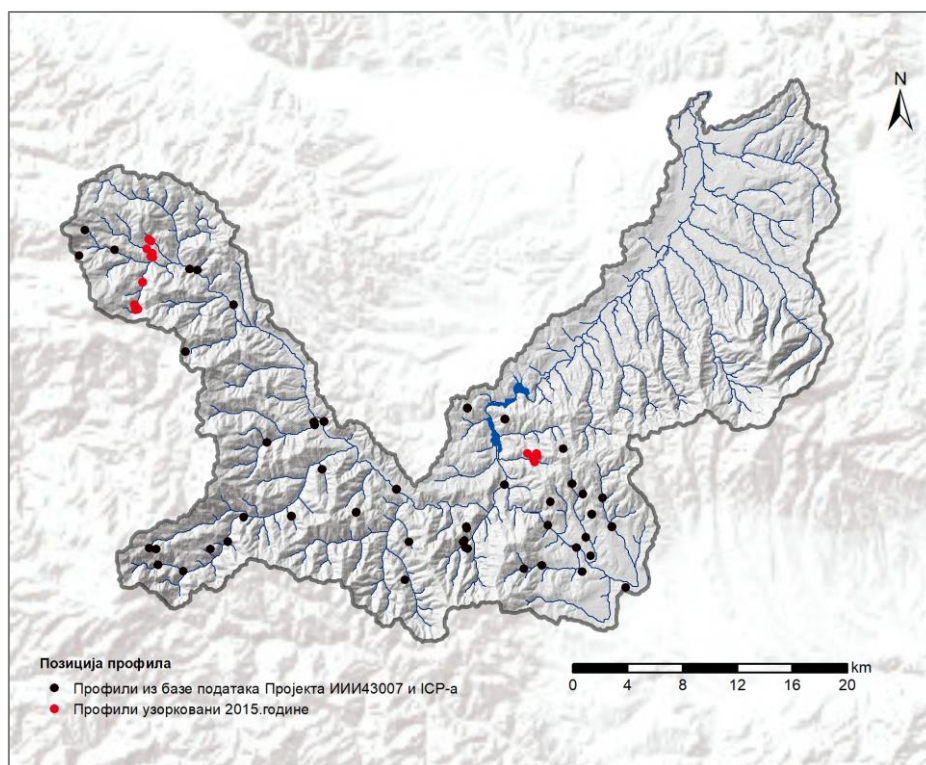 N
Позиција профила
Профили из базе података Пројекта ИИИ43007 и ICP-а
Профили узорковани 2015.године
km
0 4 8 12 16 20